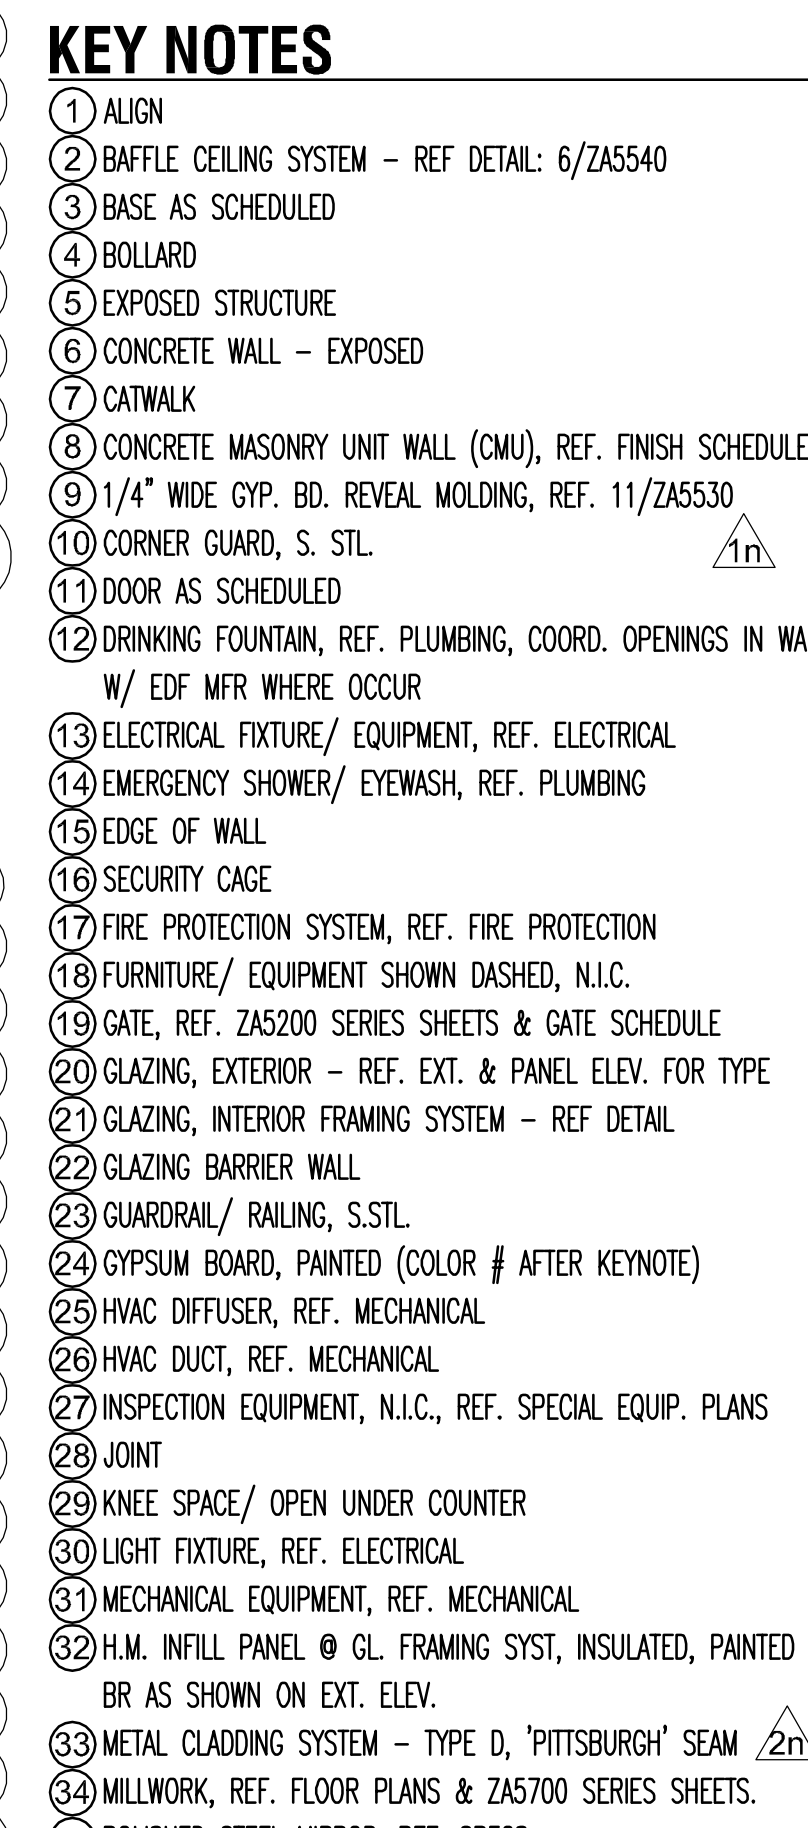 KEY NOTES
1 ALIGN
2 BAFFLE CEILING SYSTEM – REF DETAIL: 6/ZA5540
3 BASE AS SCHEDULED
4 BOLLARD
5 EXPOSED STRUCTURE
6 CONCRETE WALL – EXPOSED
7 CATWALK
8 CONCRETE MASONRY UNIT WALL (CMU), REF. FINISH SCHEDULE
9 1/4" WIDE GYP. BD. REVEAL MOLDING, REF. 11/ZA5530
10 CORNER GUARD, S. STL. 1n
11 DOOR AS SCHEDULED
12 DRINKING FOUNTAIN, REF. PLUMBING, COORD. OPENINGS IN WA
W/ EDF MFR WHERE OCCUR
13 ELECTRICAL FIXTURE/ EQUIPMENT, REF. ELECTRICAL
14 EMERGENCY SHOWER/ EYEWASH, REF. PLUMBING
15 EDGE OF WALL
16 SECURITY CAGE
17 FIRE PROTECTION SYSTEM, REF. FIRE PROTECTION
18 FURNITURE/ EQUIPMENT SHOWN DASHED, N.I.C.
19 GATE, REF. ZA5200 SERIES SHEETS & GATE SCHEDULE
20 GLAZING, EXTERIOR – REF. EXT. & PANEL ELEV. FOR TYPE
21 GLAZING, INTERIOR FRAMING SYSTEM – REF DETAIL
22 GLAZING BARRIER WALL
23 GUARDRAIL/ RAILING, S.STL.
24 GYPSUM BOARD, PAINTED (COLOR # AFTER KEYNOTE)
25 HVAC DIFFUSER, REF. MECHANICAL
26 HVAC DUCT, REF. MECHANICAL
27 INSPECTION EQUIPMENT, N.I.C., REF. SPECIAL EQUIP. PLANS
28 JOINT
29 KNEE SPACE/ OPEN UNDER COUNTER
30 LIGHT FIXTURE, REF. ELECTRICAL
31 MECHANICAL EQUIPMENT, REF. MECHANICAL
32 H.M. INFILL PANEL @ GL. FRAMING SYST, INSULATED, PAINTED
BR AS SHOWN ON EXT. ELEV.
33 METAL CLADDING SYSTEM – TYPE D, 'PITTSBURGH' SEAM 2n
34 MILLWORK, REF. FLOOR PLANS & ZA5700 SERIES SHEETS.